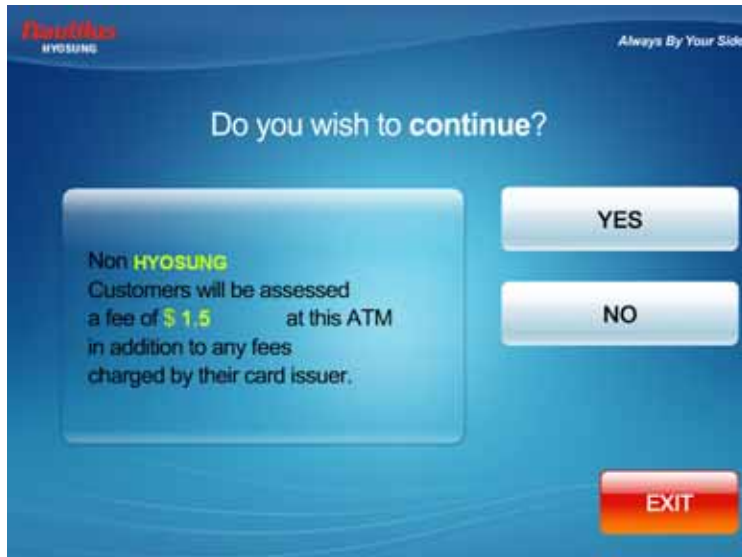 Nautilus
HYOSUNG
Always By Your Side
Do you wish to continue?
Non HYOSUNG
Customers will be assessed
a fee of $ 1.5 at this ATM
in addition to any fees
charged by their card issuer.
YES
NO
EXIT